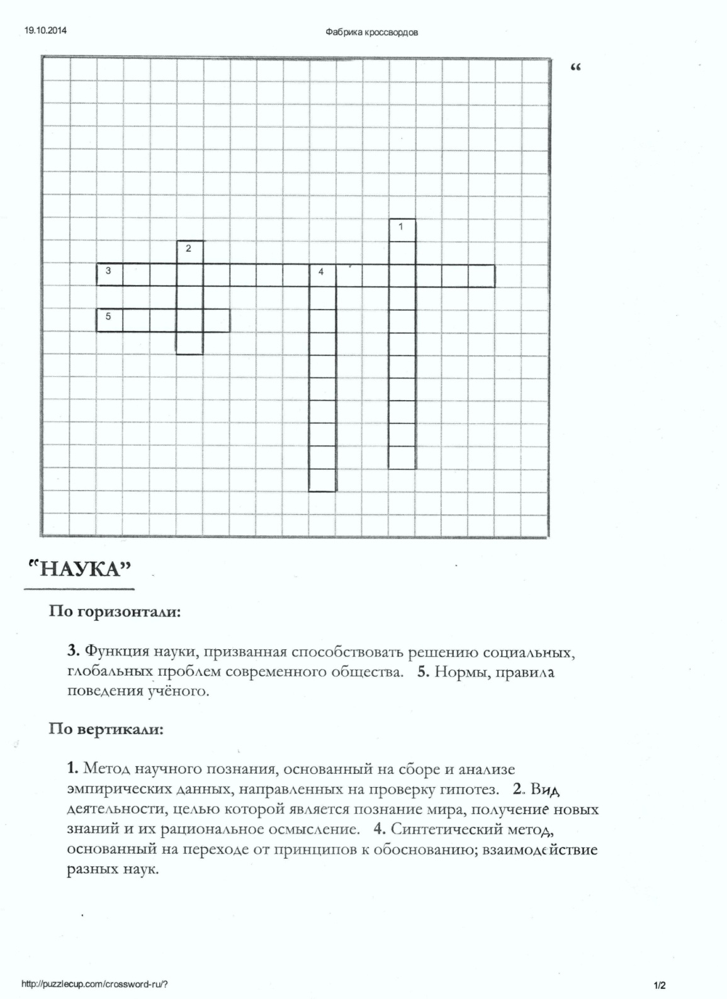 19.10.2014
Фабрика кроссвордов
“
1
2
3
4
5
“НАУКА”
По горизонтали:
3. Функция науки, призванная способствовать решению социальных,
глобальных проблем современного общества. 5. Нормы, правила
поведения учёного.
По вертикали:
1. Метод научного познания, основанный на сборе и анализе
эмпирических данных, направленных на проверку гипотез. 2. Вид
деятельности, целью которой является познание мира, получение новых
знаний и их рациональное осмысление. 4. Синтетический метод,
основанный на переходе от принципов к обоснованию; взаимодействие
разных наук.
http://puzzlecup.com/crossword-ru/?
1/2